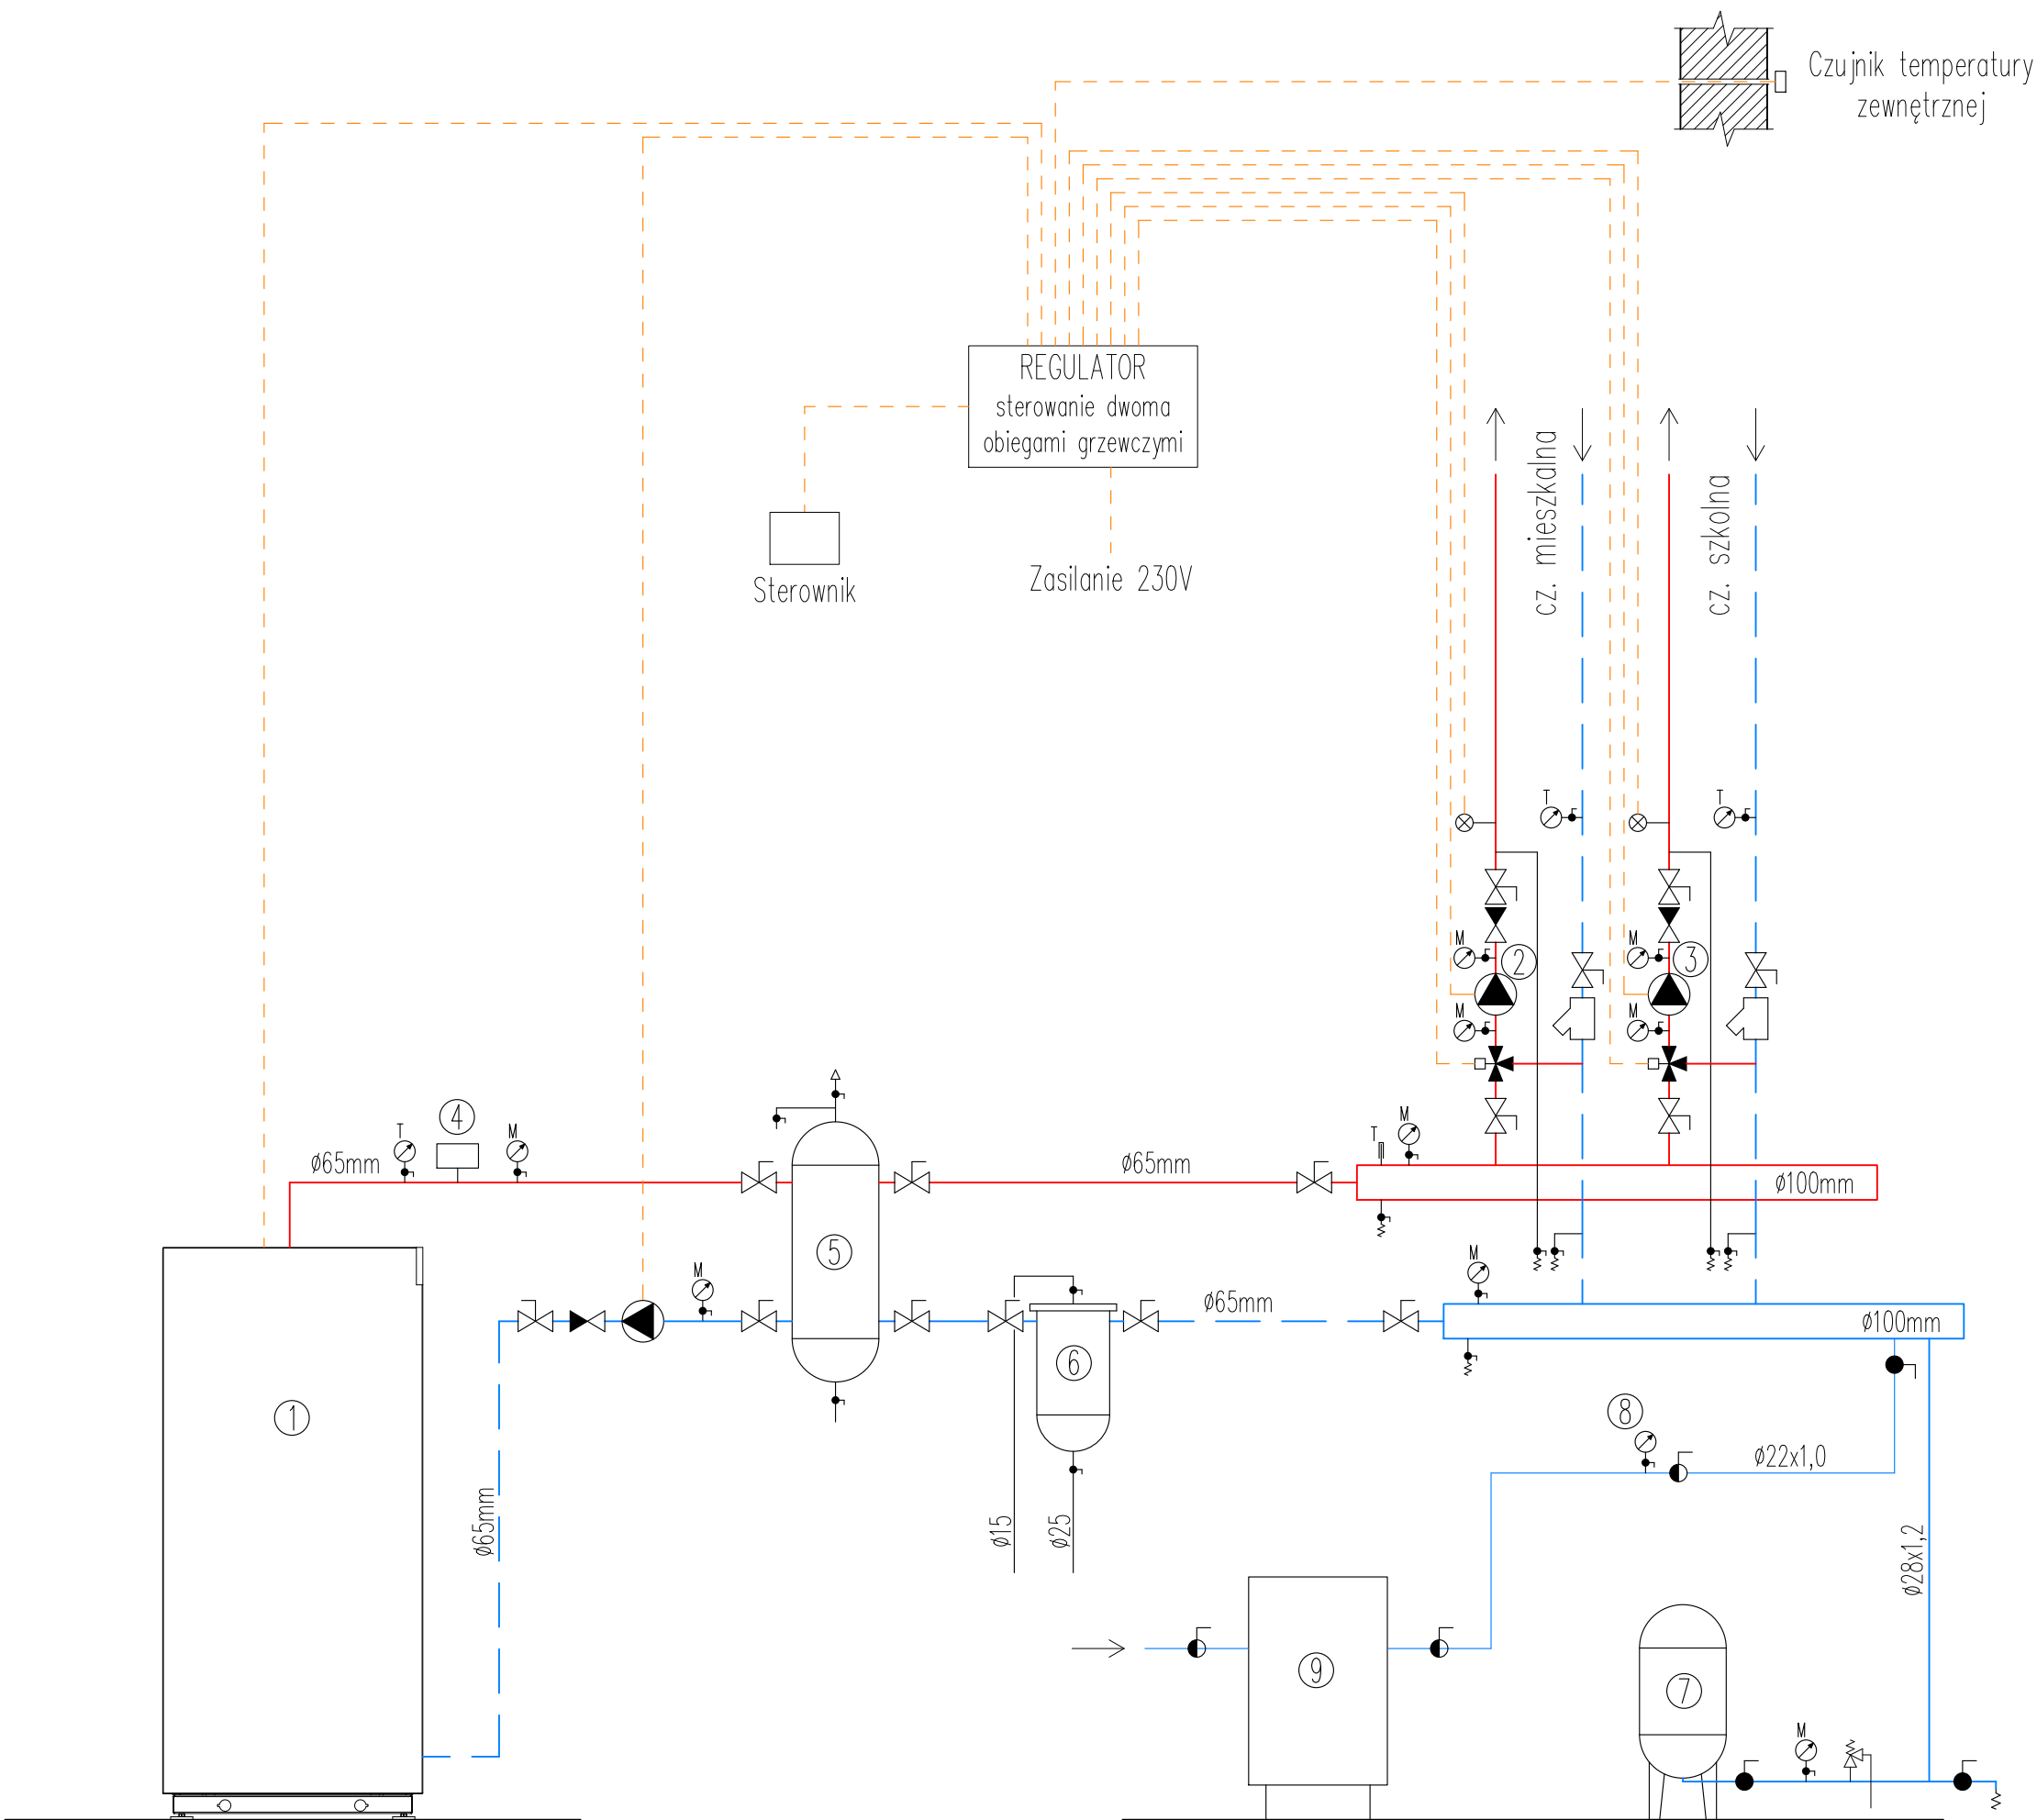 Czujnik temperatury
zewnętrznej
REGULATOR
sterowanie dwoma
obiegami grzewczymi
Sterownik
Zasilanie 230V
cz. mieszkalna
cz. szkolna
T
T
M
2
M
3
M
M
4
T
M
ø65mm
ø65mm
T
M
ø100mm
5
M
M
ø65mm
ø100mm
6
1
8
ø22x1,0
ø65mm
ø15
ø25
ø28x1,2
9
7
M